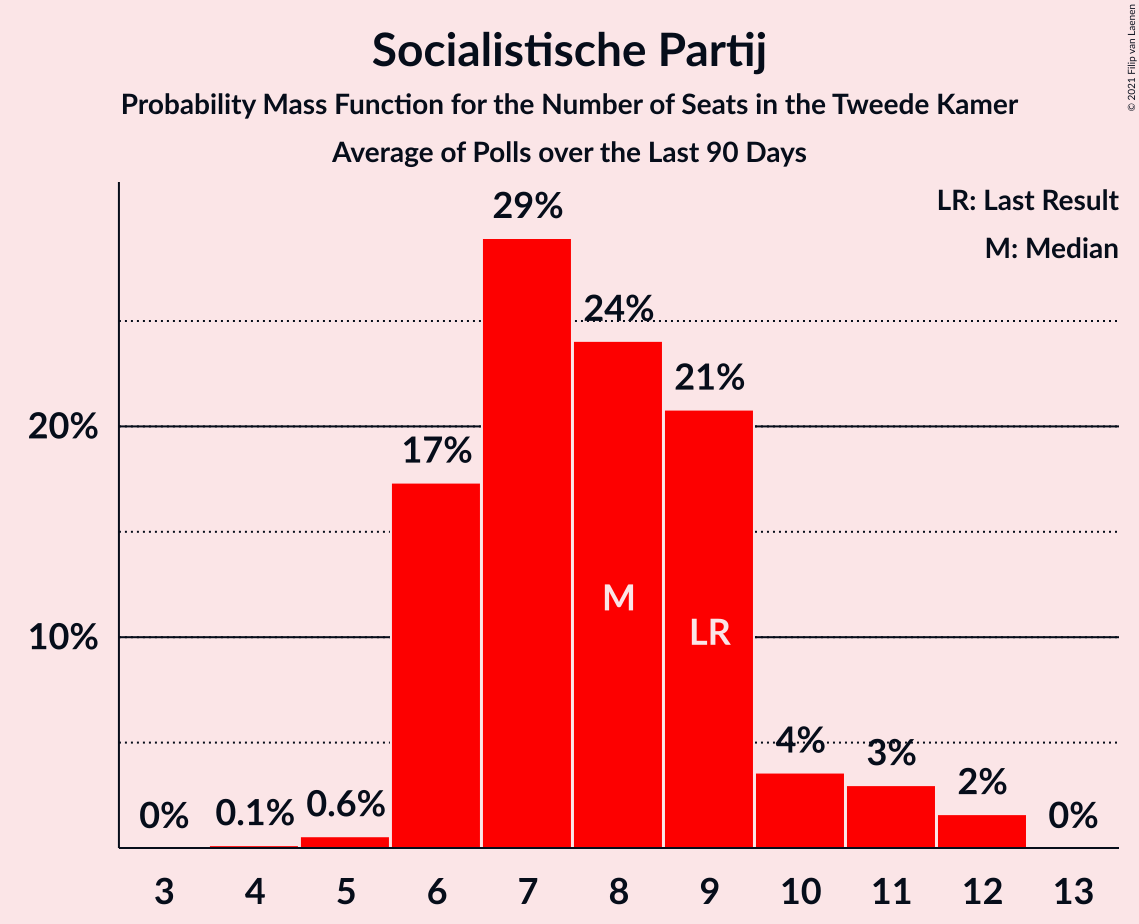 Socialistische Partij
Probability Mass Function for the Number of Seats in the Tweede Kamer
Average of Polls over the Last 90 Days
© 2021 Filip van Laenen
LR: Last Result
M: Median
29%
24%
21%
20%
17%
M
LR
10%
4%
3%
2%
0%
0.1%
0.6%
0%
3 4 5 6 7 8 9 10 11 12 13